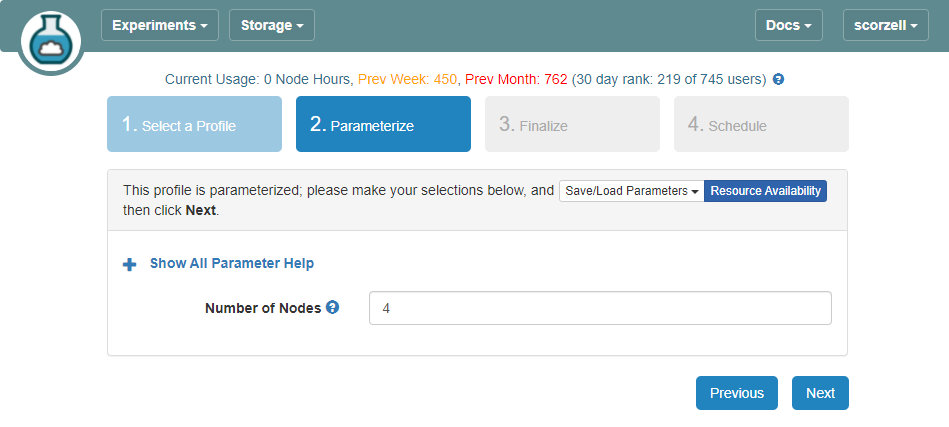 Experiments Storage Docs scorzell
Current Usage: 0 Node Hours, Prev Week: 450, Prev Month: 762 (30 day rank: 219 of 745 users) ?
1. Select a Profile 2. Parameterize 3. Finalize 4. Schedule
This profile is parameterized; please make your selections below, and Save/Load Parameters Resource Availability
then click Next.
Show All Parameter Help
Number of Nodes ? 4
Previous Next